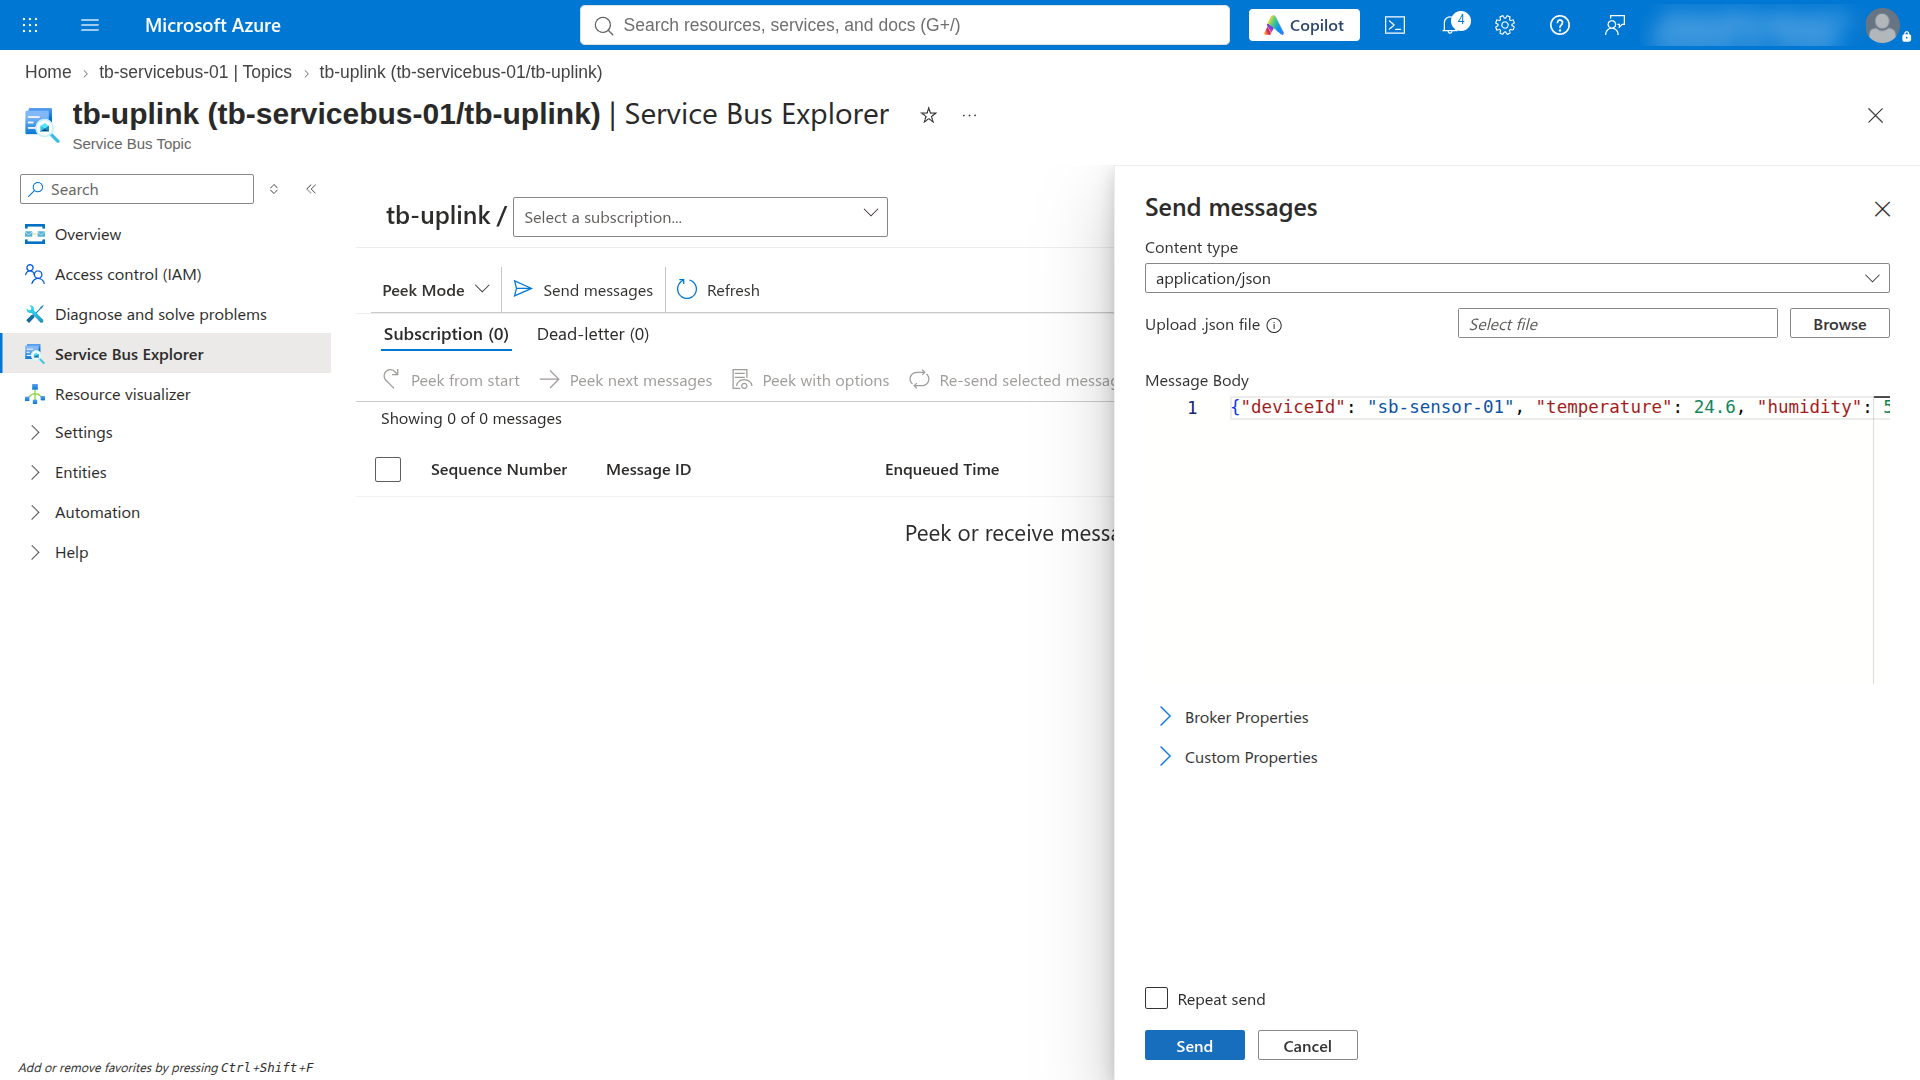 Microsoft Azure
Search resources, services, and docs (G+/)
Copilot
4
Home › tb-servicebus-01 | Topics › tb-uplink (tb-servicebus-01/tb-uplink)
tb-uplink (tb-servicebus-01/tb-uplink) | Service Bus Explorer
Service Bus Topic
Search
Overview
Access control (IAM)
Diagnose and solve problems
Service Bus Explorer
Resource visualizer
Settings
Entities
Automation
Help
Add or remove favorites by pressing Ctrl+Shift+F
tb-uplink / Select a subscription...
Peek Mode
Send messages
Refresh
Subscription (0)
Dead-letter (0)
Peek from start
Peek next messages
Peek with options
Re-send selected messag
Showing 0 of 0 messages
Sequence Number
Message ID
Enqueued Time
Peek or receive messa
Send messages
Content type
application/json
Upload .json file
Select file
Browse
Message Body
1 {"deviceId": "sb-sensor-01", "temperature": 24.6, "humidity": 5
Broker Properties
Custom Properties
Repeat send
Send
Cancel